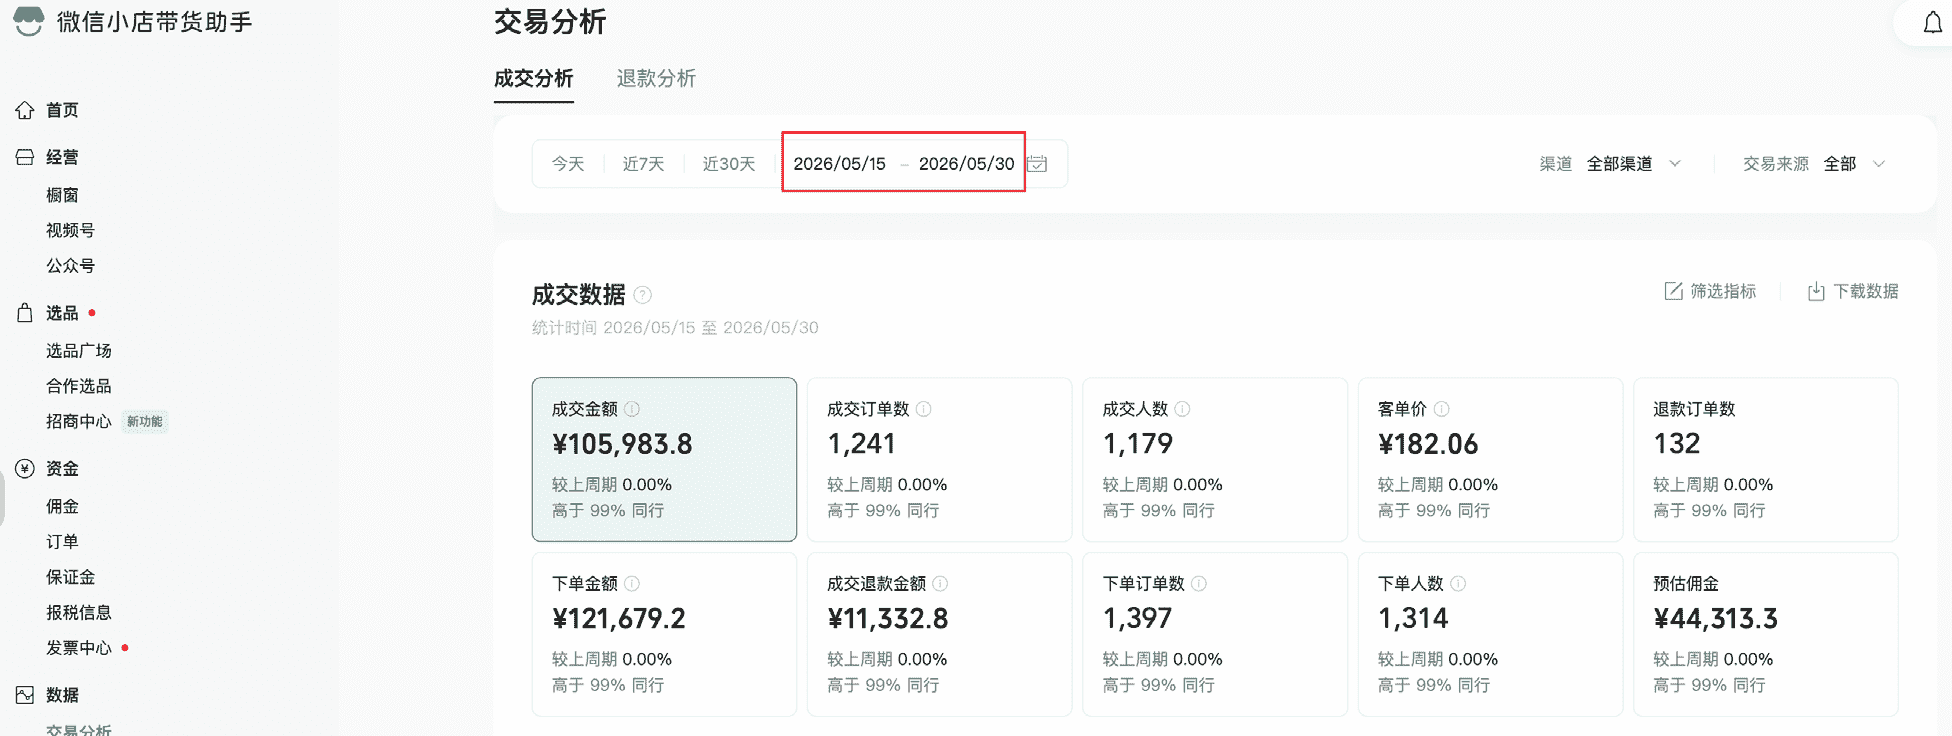 微信小店带货助手
首页
经营
橱窗
视频号
公众号
选品
选品广场
合作选品
招商中心 新功能
资金
佣金
订单
保证金
报税信息
发票中心
数据
交易分析
交易分析
成交分析 退款分析
今天 近7天 近30天 2026/05/15 – 2026/05/30
渠道 全部渠道 交易来源 全部
成交数据
筛选指标 下载数据
统计时间 2026/05/15 至 2026/05/30
成交金额
¥105,983.8
较上周期 0.00%
高于 99% 同行
成交订单数
1,241
较上周期 0.00%
高于 99% 同行
成交人数
1,179
较上周期 0.00%
高于 99% 同行
客单价
¥182.06
较上周期 0.00%
高于 99% 同行
退款订单数
132
较上周期 0.00%
高于 99% 同行
下单金额
¥121,679.2
较上周期 0.00%
高于 99% 同行
成交退款金额
¥11,332.8
较上周期 0.00%
高于 99% 同行
下单订单数
1,397
较上周期 0.00%
高于 99% 同行
下单人数
1,314
较上周期 0.00%
高于 99% 同行
预估佣金
¥44,313.3
较上周期 0.00%
高于 99% 同行